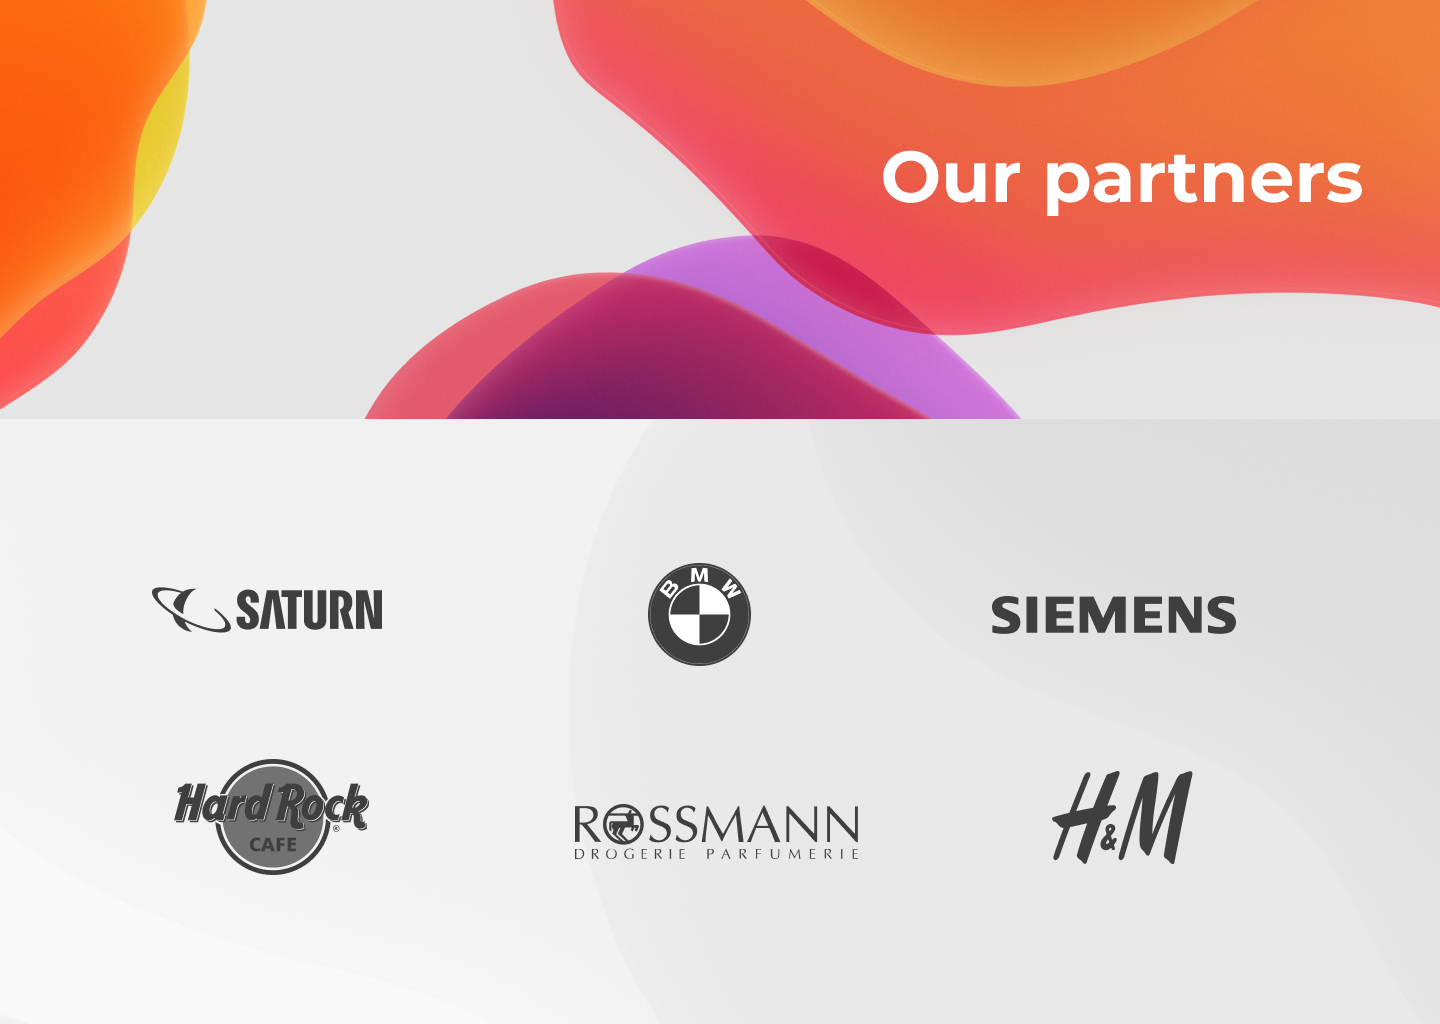 Our partners
SATURN
BMW
SIEMENS
Hard Rock
CAFE
®
ROSSMANN
DROGERIE PARFUMERIE
H&M